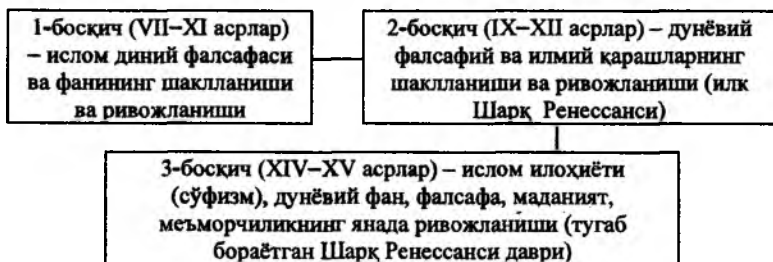 1-босқич (VII–XI асрлар)
– ислом диний фалсафаси
ва фанининг шаклланиши
ва ривожланиши
2-босқич (IX–XII асрлар) – дунёвий
фалсафий ва илмий қарашларнинг
шаклланиши ва ривожланиши (илк
Шарқ Ренессанси)
3-босқич (XIV–XV асрлар) – ислом илоҳиёти
(сўфизм), дунёвий фан, фалсафа, маданият,
меъморчиликнинг янада ривожланиши (тугаб
бораётган Шарқ Ренессанси даври)